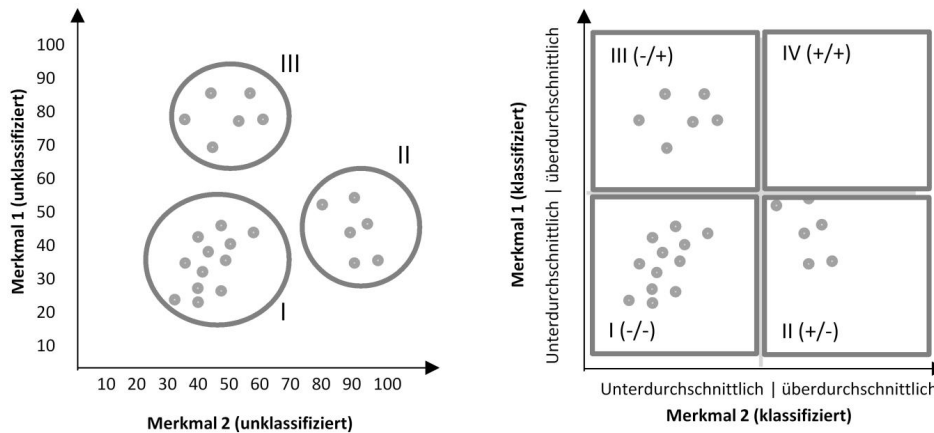 100
90
80
70
60
50
40
30
20
10
Merkmal 1 (unklassifiziert)
III
II
I
10 20 30 40 50 60 70 80 90 100
Merkmal 2 (unklassifiziert)
Merkmal 1 (klassifiziert)
Unterdurchschnittlich | überdurchschnittlich
III (-/+)
IV (+/+)
I (-/-)
II (+/-)
Unterdurchschnittlich | überdurchschnittlich
Merkmal 2 (klassifiziert)